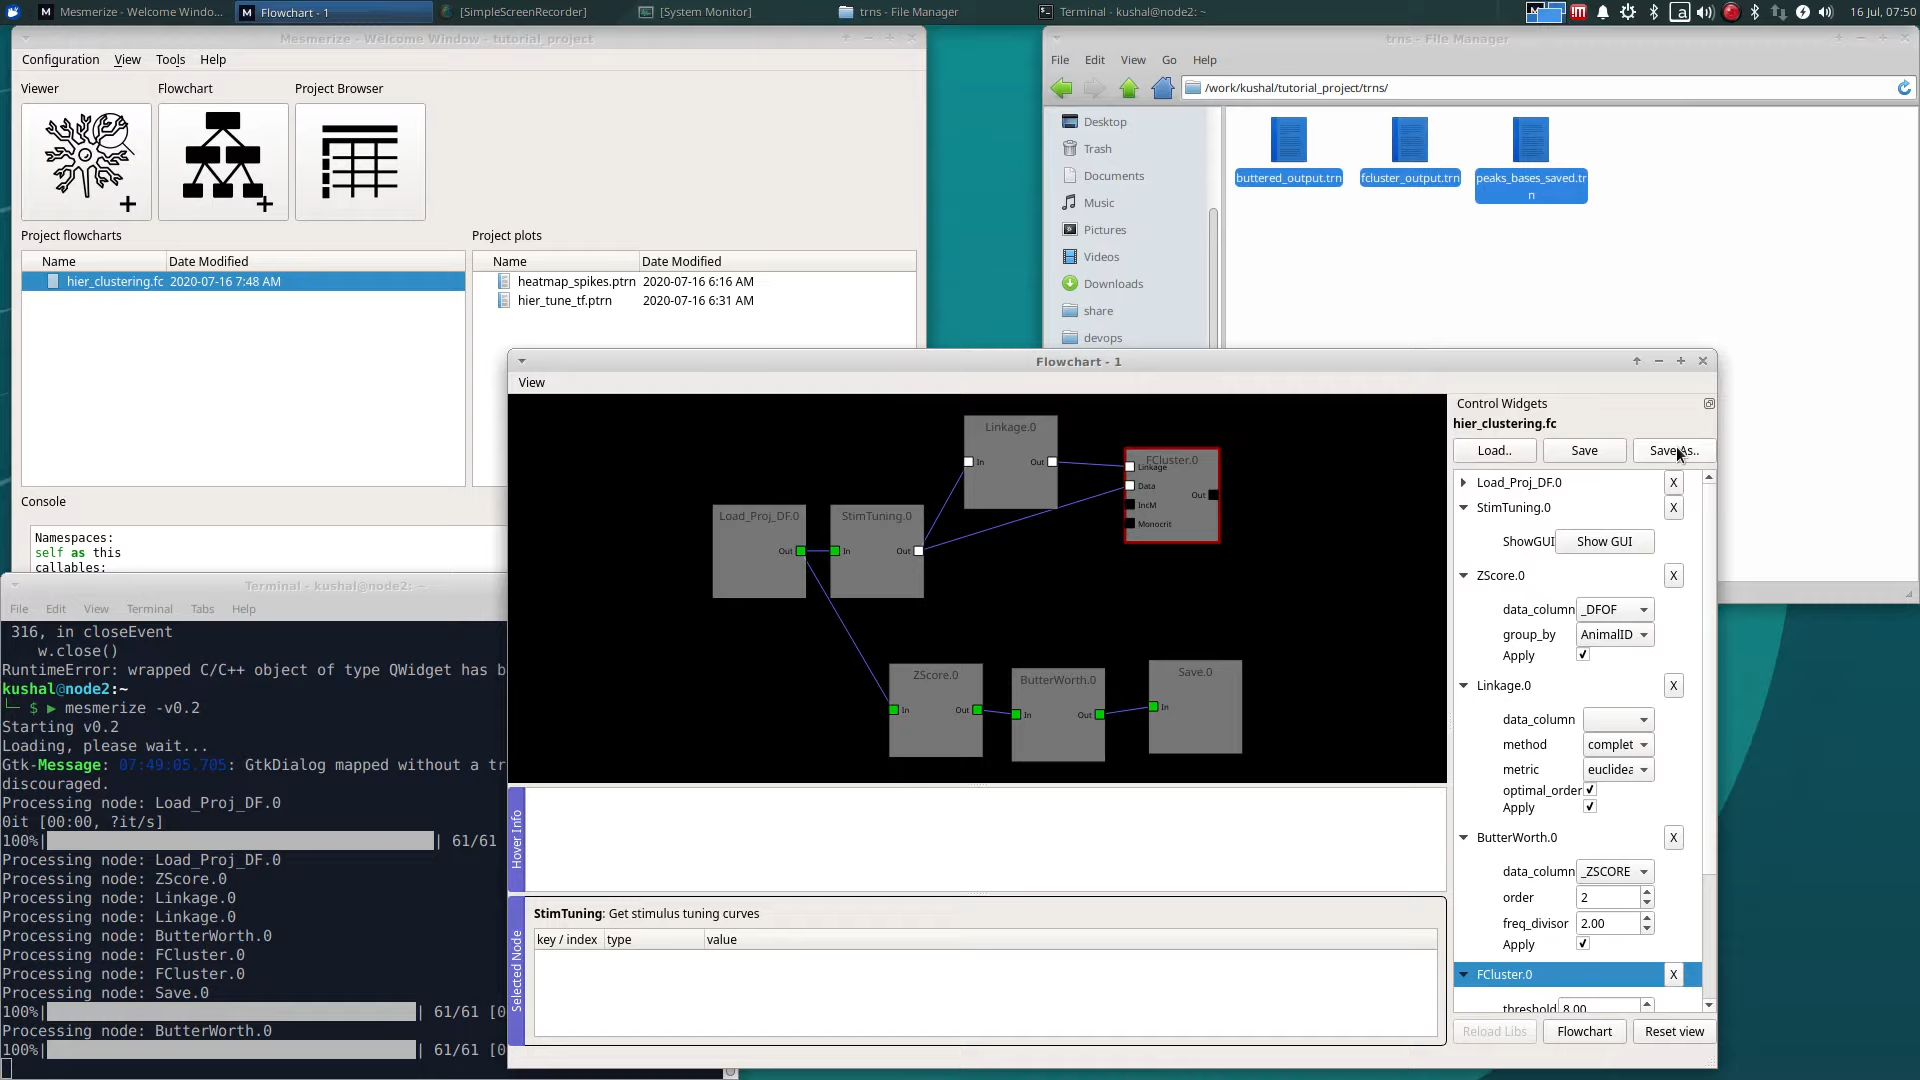 Mesmerize - Welcome Windo...
Flowchart - 1
[SimpleScreenRecorder]
[System Monitor]
trns - File Manager
Terminal - kushal@node2: ~
16 Jul, 07:50
Mesmerize - Welcome Window - tutorial_project
Configuration View Tools Help
Viewer Flowchart Project Browser
Project flowcharts
Name Date Modified
hier_clustering.fc 2020-07-16 7:48 AM
Project plots
Name Date Modified
heatmap_spikes.ptrn 2020-07-16 6:16 AM
hier_tune_tf.ptrn 2020-07-16 6:31 AM
Console
Namespaces:
self as this
callables:
trns - File Manager
File Edit View Go Help
/work/kushal/tutorial_project/trns/
Desktop
Trash
Documents
Music
Pictures
Videos
Downloads
share
devops
buttered_output.trn
fcluster_output.trn
peaks_bases_saved.tr
n
Terminal - kushal@node2: ~
File Edit View Terminal Tabs Help
316, in closeEvent
w.close()
RuntimeError: wrapped C/C++ object of type QWidget has b
kushal@node2:~
$ ▶ mesmerize -v0.2
Starting v0.2
Loading, please wait...
Gtk-Message: 07:49:05.705: GtkDialog mapped without a tr
discouraged.
Processing node: Load_Proj_DF.0
0it [00:00, ?it/s]
100%| | 61/61
Processing node: Load_Proj_DF.0
Processing node: ZScore.0
Processing node: Linkage.0
Processing node: Linkage.0
Processing node: ButterWorth.0
Processing node: FCluster.0
Processing node: FCluster.0
Processing node: Save.0
100%| | 61/61 [0
Processing node: ButterWorth.0
100%| | 61/61 [0
Flowchart - 1
View
Linkage.0
In Out
FCluster.0
Linkage
Data
IncM
Monocrit
Out
Load_Proj_DF.0
Out
StimTuning.0
In Out
ZScore.0
In Out
ButterWorth.0
In Out
Save.0
In
Hover Info
Selected Node
StimTuning: Get stimulus tuning curves
key / index type value
Control Widgets
hier_clustering.fc
Load.. Save Save As..
Load_Proj_DF.0 X
StimTuning.0 X
ShowGUI Show GUI
ZScore.0 X
data_column _DFOF
group_by AnimalID
Apply
Linkage.0 X
data_column
method complet
metric euclidea
optimal_order
Apply
ButterWorth.0 X
data_column _ZSCORE
order 2
freq_divisor 2.00
Apply
FCluster.0 X
threshold 8.00
Reload Libs Flowchart Reset view